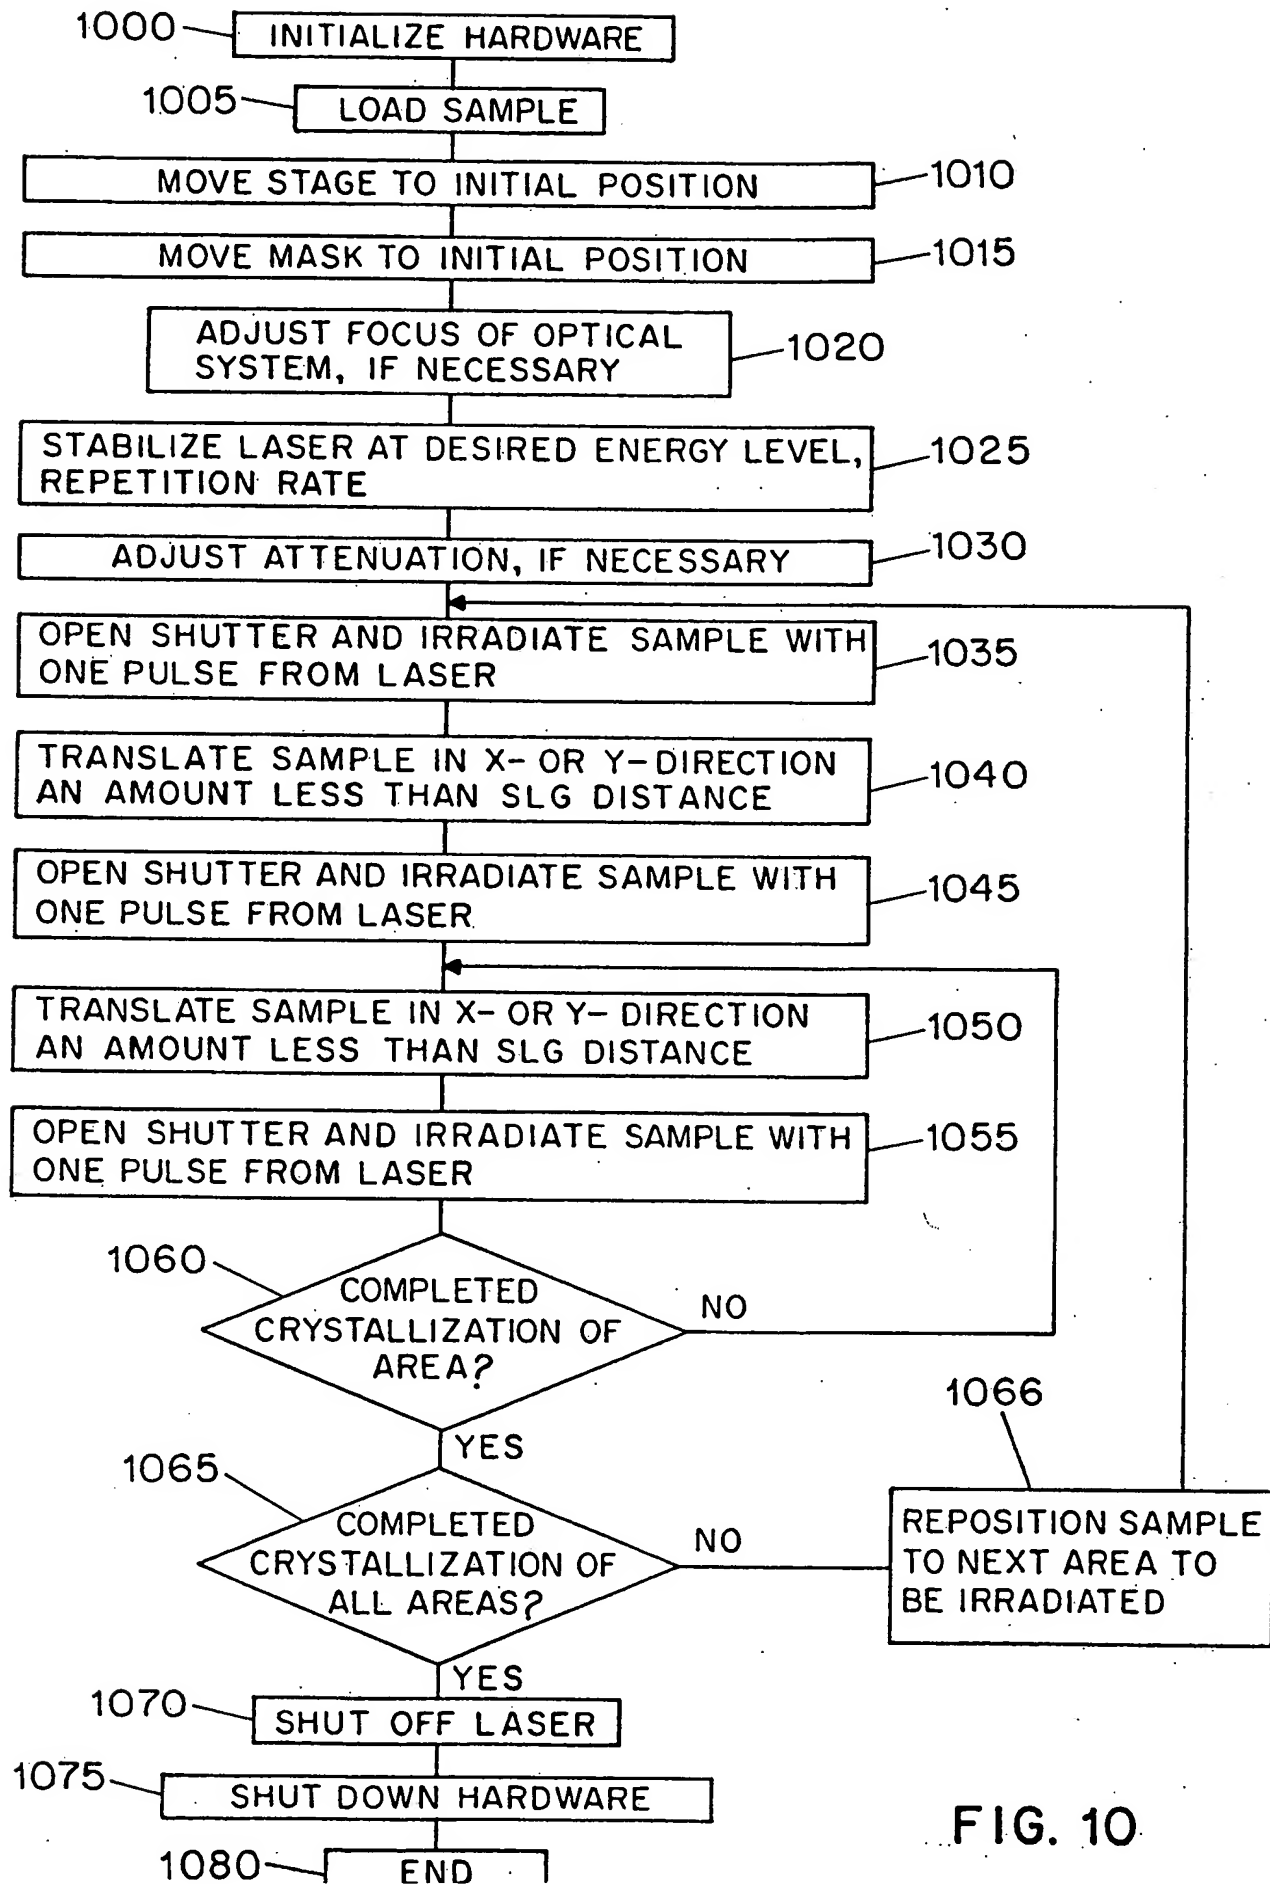 1000
INITIALIZE HARDWARE
1005
LOAD SAMPLE
MOVE STAGE TO INITIAL POSITION
1010
MOVE MASK TO INITIAL POSITION
1015
ADJUST FOCUS OF OPTICAL
SYSTEM, IF NECESSARY
1020
STABILIZE LASER AT DESIRED ENERGY LEVEL,
REPETITION RATE
1025
ADJUST ATTENUATION, IF NECESSARY
1030
OPEN SHUTTER AND IRRADIATE SAMPLE WITH
ONE PULSE FROM LASER
1035
TRANSLATE SAMPLE IN X- OR Y-DIRECTION
AN AMOUNT LESS THAN SLG DISTANCE
1040
OPEN SHUTTER AND IRRADIATE SAMPLE WITH
ONE PULSE FROM LASER
1045
TRANSLATE SAMPLE IN X- OR Y- DIRECTION
AN AMOUNT LESS THAN SLG DISTANCE
1050
OPEN SHUTTER AND IRRADIATE SAMPLE WITH
ONE PULSE FROM LASER
1055
1060
COMPLETED
CRYSTALLIZATION OF
AREA?
NO
YES
1065
COMPLETED
CRYSTALLIZATION OF
ALL AREAS?
NO
1066
REPOSITION SAMPLE
TO NEXT AREA TO
BE IRRADIATED
YES
1070
SHUT OFF LASER
1075
SHUT DOWN HARDWARE
1080
END
FIG. 10